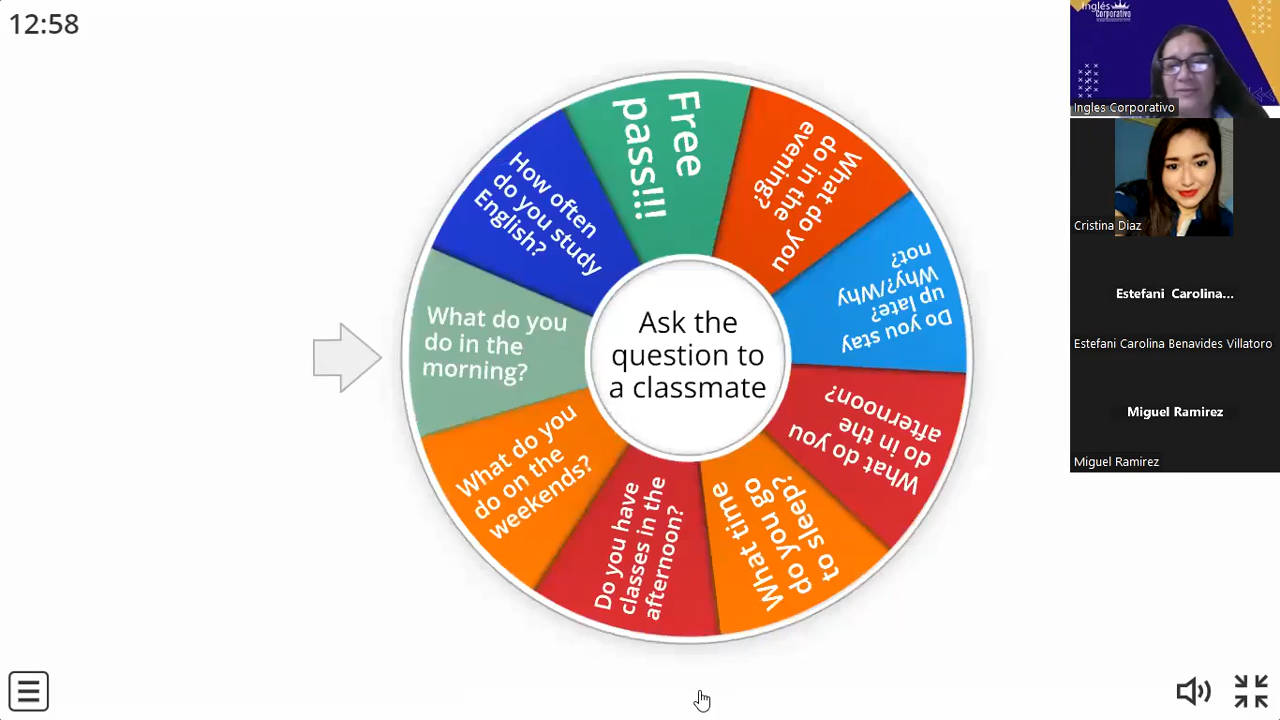 12:58
Free
pass!!!
What do you
do in the
evening?
Do you stay
up late?
Why?/Why
not?
What do you
do in the
afternoon?
What time
do you go
to sleep?
Do you have
classes in the
afternoon?
What do you
do on the
weekends?
What do you
do in the
morning?
How often
do you study
English?
Ask the
question to
a classmate
Inglés
Corporativo
Ingles Corporativo
Cristina Diaz
Estefani Carolina...
Estefani Carolina Benavides Villatoro
Miguel Ramirez
Miguel Ramirez